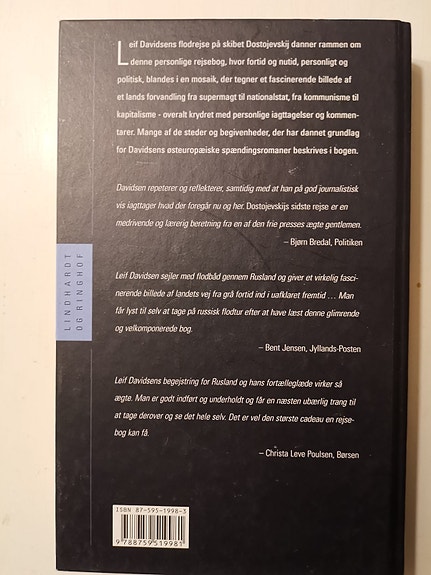 Leif Davidsens flodrejse på skibet Dostojevskij danner rammen om
denne personlige rejsebog, hvor fortid og nutid, personligt og
politisk, blandes i en mosaik, der tegner et fascinerende billede af
et lands forvandling fra supermagt til nationalstat, fra kommunisme til
kapitalisme - overalt krydret med personlige iagttagelser og kommen-
tarer. Mange af de steder og begivenheder, der har dannet grundlag
for Davidsens østeuropæiske spændingsromaner beskrives i bogen.
Davidsen repeterer og reflekterer, samtidig med at han på god journalistisk
vis iagttager hvad der foregår nu og her. Dostojevskijs sidste rejse er en
medrivende og lærerig beretning fra en af den frie presses ægte gentlemen.
– Bjørn Bredal, Politiken
Leif Davidsen sejler med flodbåd gennem Rusland og giver et virkelig fasci-
nerende billede af landets vej fra grå fortid ind i uafklaret fremtid ... Man
får lyst til selv at tage på russisk flodtur efter at have læst denne glimrende
og velkomponerede bog.
– Bent Jensen, Jyllands-Posten
Leif Davidsens begejstring for Rusland og hans fortælleglæde virker så
ægte. Man er godt indført og underholdt og får en næsten ubærlig trang til
at tage derover og se det hele selv. Det er vel den største cadeau en rejse-
bog kan få.
– Christa Leve Poulsen, Børsen
LINDHARDT
OG RINGHOF
ISBN 87-595-1998-3
9 788759 519981